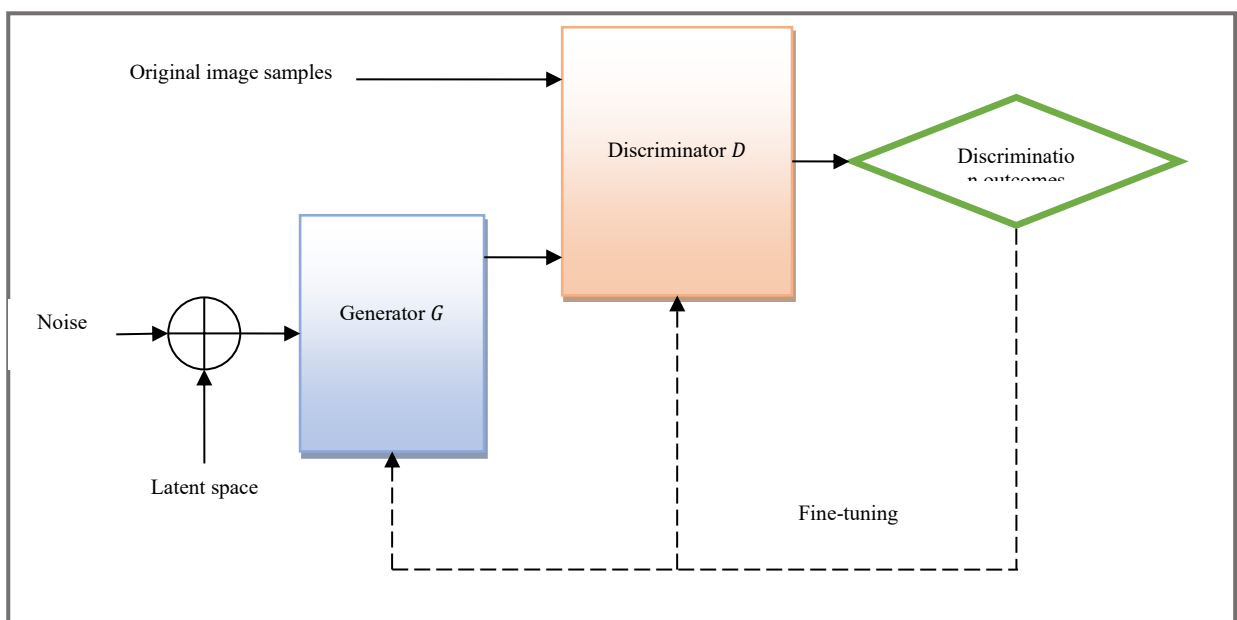 Original image samples
Discriminator D
Discriminatio
n outcomes
Generator G
Noise
Latent space
Fine-tuning